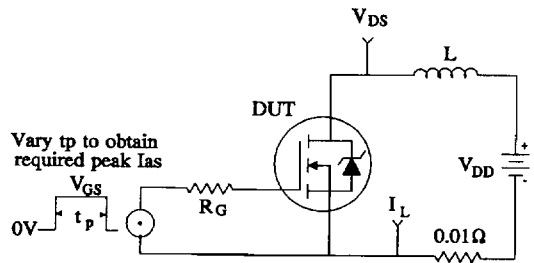 V_DS
L
DUT
Vary tp to obtain
required peak Ias
V_GS
0V
t_p
R_G
I_L
0.01Ω
V_DD
+
-